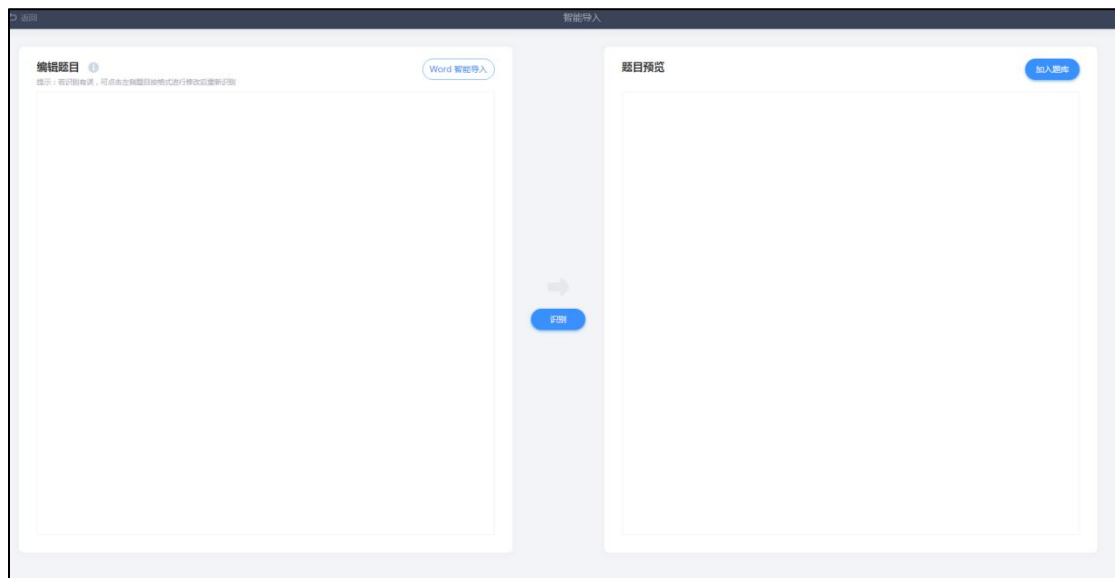 返回
智能导入
编辑题目
Word 智能导入
提示：若识别有误，可点击左侧题目按格式进行修改后重新识别
题目预览
加入题库
识别